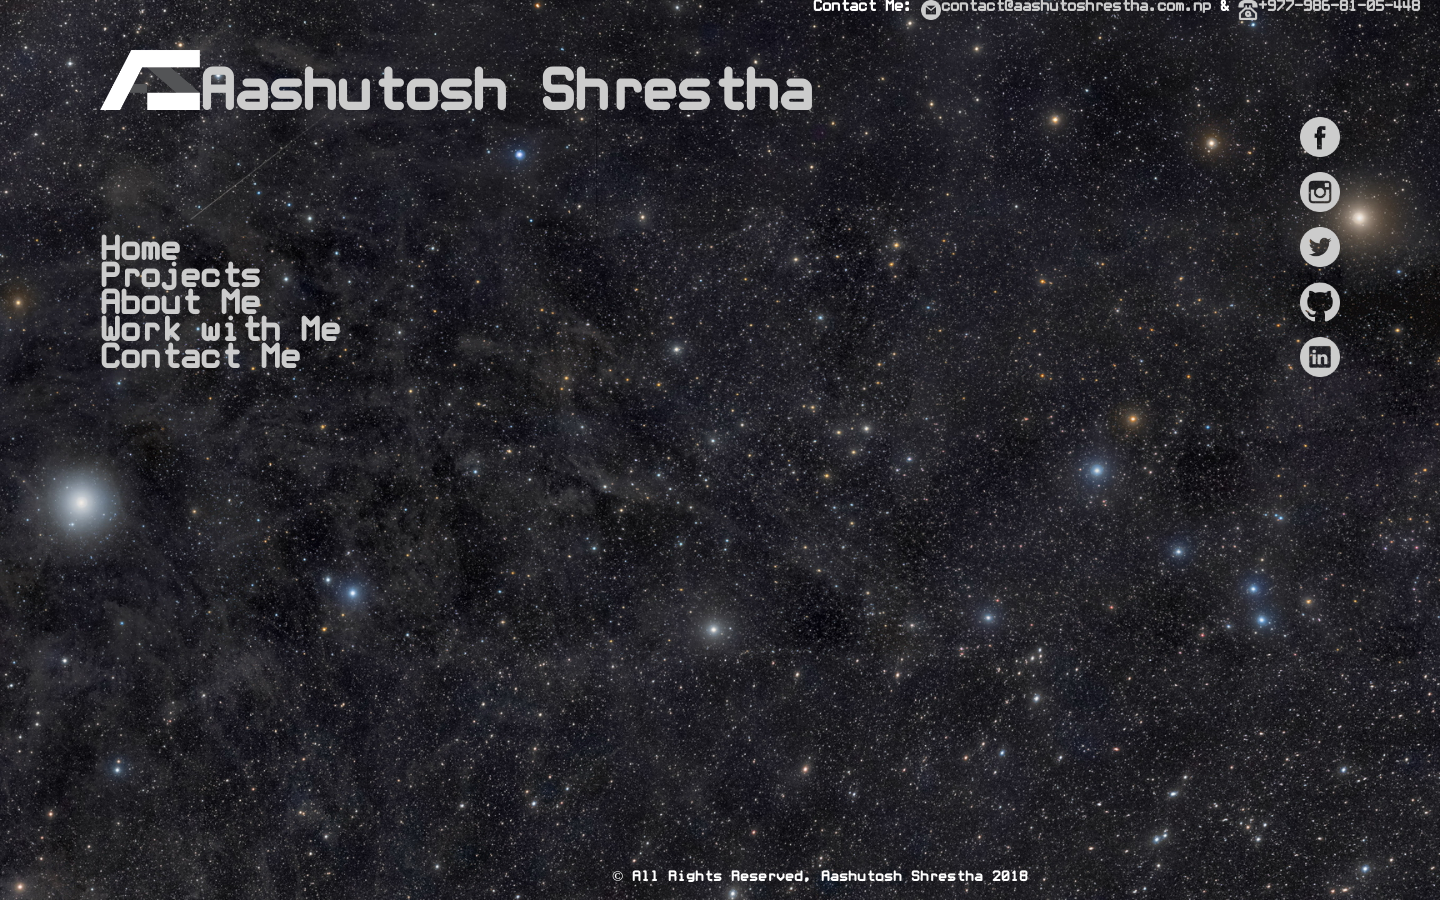 Contact Me: contact@aashutoshrestha.com.np & +977-986-81-05-448
Aashutosh Shrestha
Home
Projects
About Me
Work with Me
Contact Me
© All Rights Reserved, Aashutosh Shrestha 2018